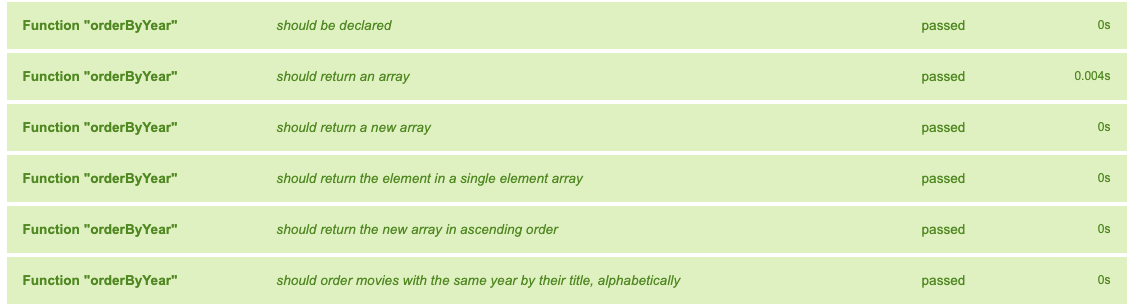 Function "orderByYear" should be declared passed 0s
Function "orderByYear" should return an array passed 0.004s
Function "orderByYear" should return a new array passed 0s
Function "orderByYear" should return the element in a single element array passed 0s
Function "orderByYear" should return the new array in ascending order passed 0s
Function "orderByYear" should order movies with the same year by their title, alphabetically passed 0s